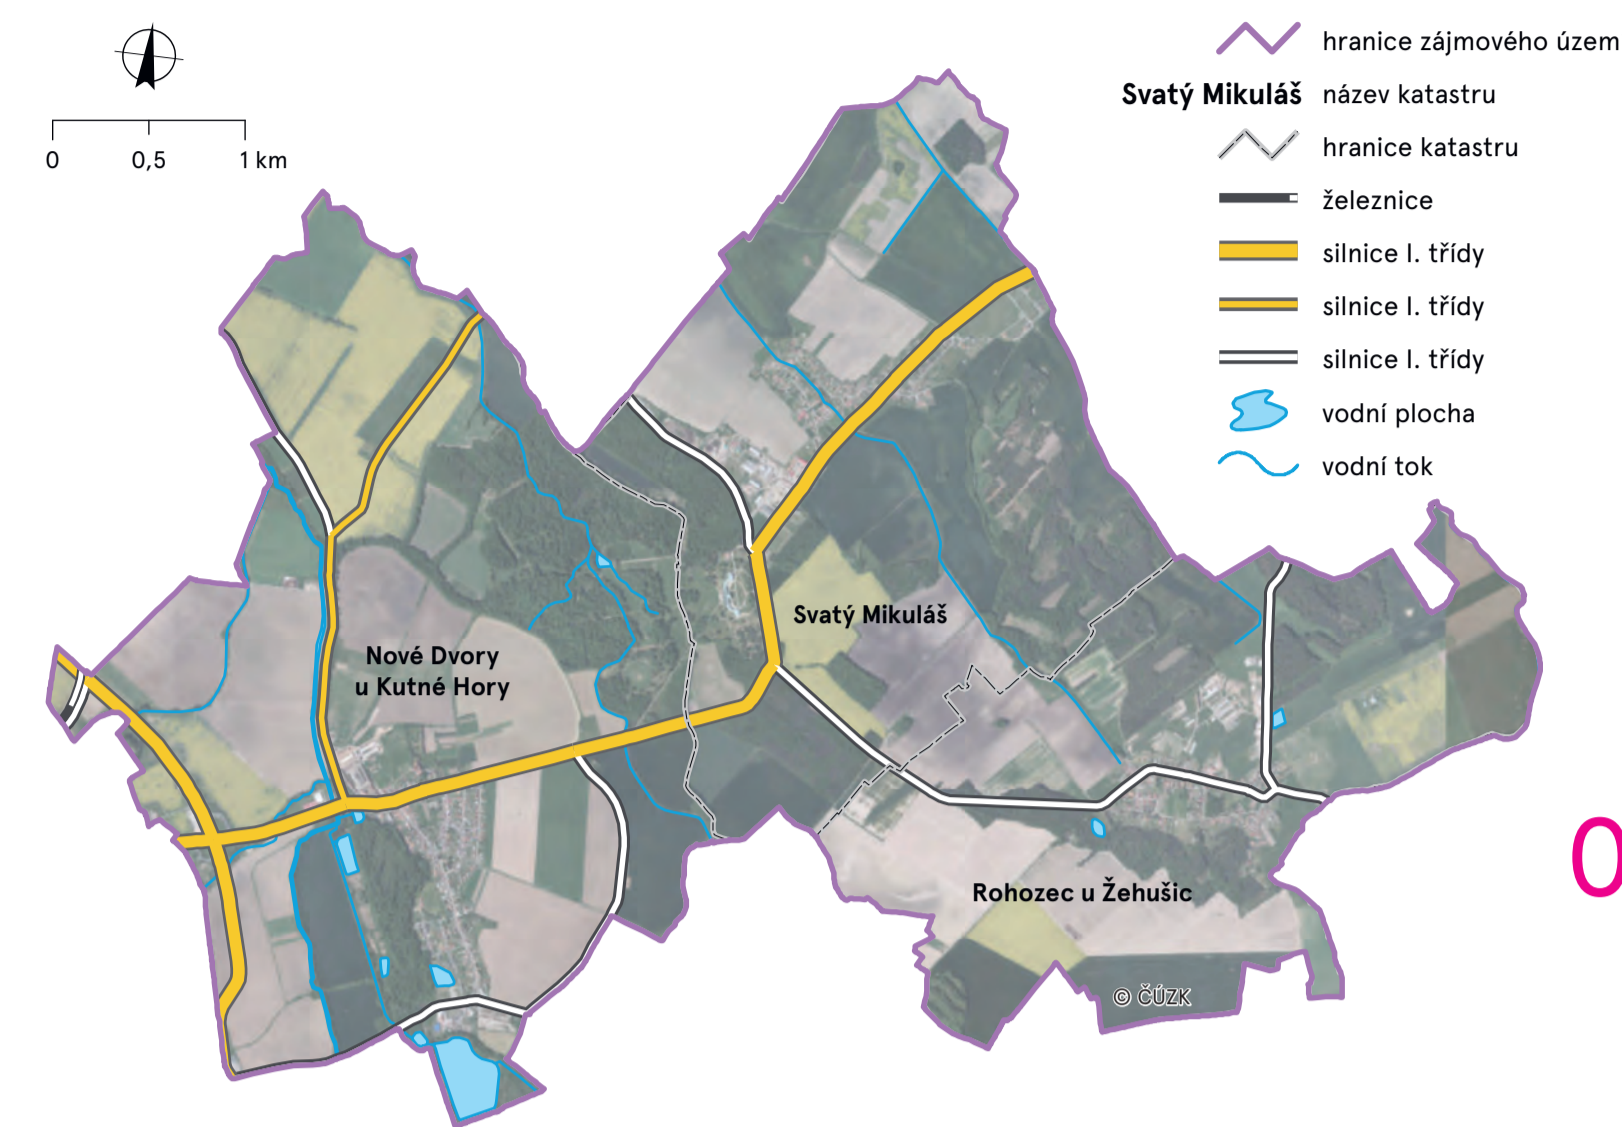 hranice zájmového územ
Svatý Mikuláš název katastru
hranice katastru
železnice
silnice I. třídy
silnice I. třídy
silnice I. třídy
vodní plocha
vodní tok
0 0,5 1 km
Svatý Mikuláš
Nové Dvory
u Kutné Hory
Rohozec u Žehušic
© ČÚZK
0